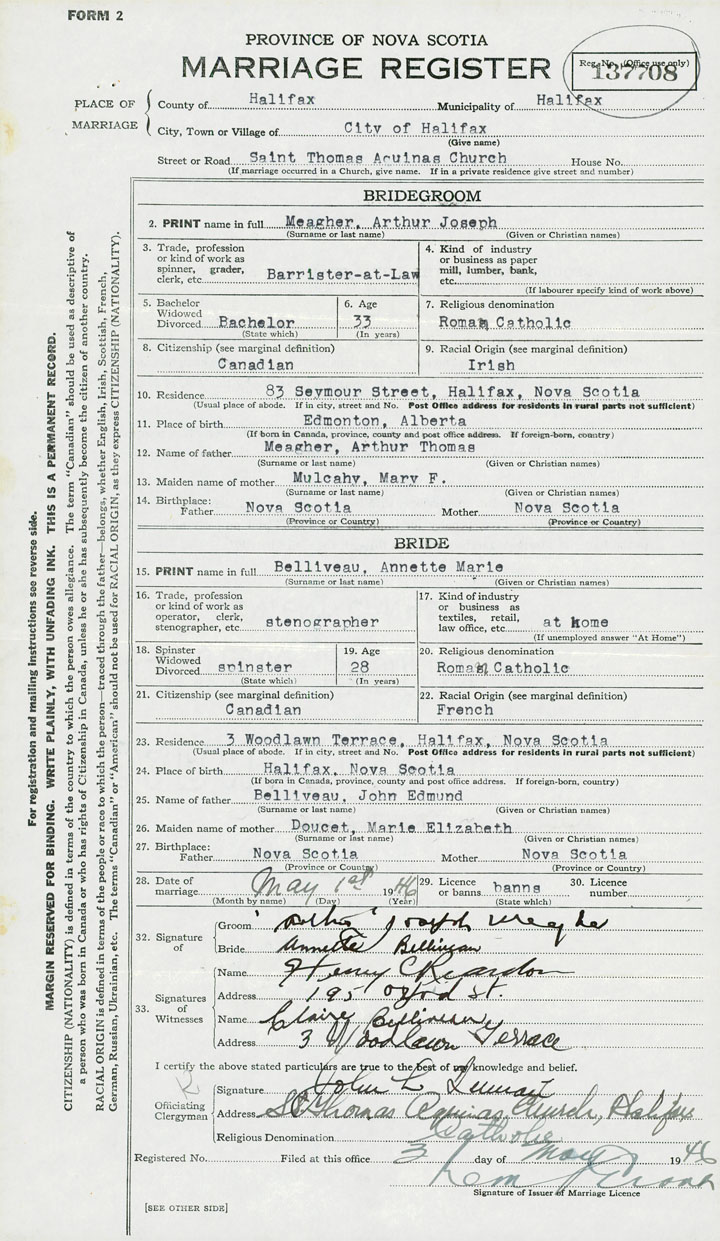 FORM 2
PROVINCE OF NOVA SCOTIA
MARRIAGE REGISTER
Reg. No. (Office use only)
137708
PLACE OF MARRIAGE
County of Halifax Municipality of Halifax
City, Town or Village of City of Halifax
(Give name)
Street or Road Saint Thomas Aquinas Church House No.
(If marriage occurred in a Church, give name. If in a private residence give street and number)
BRIDEGROOM
2. PRINT name in full Meagher, Arthur Joseph
(Surname or last name) (Given or Christian names)
3. Trade, profession or kind of work as spinner, grader, clerk, etc. Barrister-at-Law
4. Kind of industry or business as paper mill, lumber, bank, etc.
(If labourer specify kind of work above)
5. Bachelor Widowed Divorced Bachelor
(State which)
6. Age 33
(In years)
7. Religious denomination
Roman Catholic
8. Citizenship (see marginal definition)
Canadian
9. Racial Origin (see marginal definition)
Irish
10. Residence 83 Seymour Street, Halifax, Nova Scotia
(Usual place of abode. If in city, street and No. Post Office address for residents in rural parts not sufficient)
11. Place of birth Edmonton, Alberta
(If born in Canada, province, county and post office address. If foreign-born, country)
12. Name of father Meagher, Arthur Thomas
(Surname or last name) (Given or Christian names)
13. Maiden name of mother Mulcahy, Mary F.
(Surname or last name) (Given or Christian names)
14. Birthplace:
Father Nova Scotia Mother Nova Scotia
(Province or Country) (Province or Country)
BRIDE
15. PRINT name in full Belliveau, Annette Marie
(Surname or last name) (Given or Christian names)
16. Trade, profession or kind of work as operator, clerk, stenographer, etc. stenographer
17. Kind of industry or business as textiles, retail, law office, etc. at home
(If unemployed answer "At Home")
18. Spinster Widowed Divorced spinster
(State which)
19. Age 28
(In years)
20. Religious denomination
Roman Catholic
21. Citizenship (see marginal definition)
Canadian
22. Racial Origin (see marginal definition)
French
23. Residence 3 Woodlawn Terrace, Halifax, Nova Scotia
(Usual place of abode. If in city, street and No. Post Office address for residents in rural parts not sufficient)
24. Place of birth Halifax, Nova Scotia
(If born in Canada, province, county and post office address. If foreign-born, country)
25. Name of father Belliveau, John Edmund
(Surname or last name) (Given or Christian names)
26. Maiden name of mother Doucet, Marie Elizabeth
(Surname or last name) (Given or Christian names)
27. Birthplace:
Father Nova Scotia Mother Nova Scotia
(Province or Country) (Province or Country)
28. Date of marriage May 1st 1946
(Month by name) (Day) (Year)
29. Licence or banns banns
(State which)
30. Licence number
32. Signature of
Groom Arthur Joseph Meagher
Bride Annette Belliveau
33. Signatures of Witnesses
Name Henry C Reardon
Address 195 Oxford St.
Name Claire Belliveau
Address 3 Woodlawn Terrace
I certify the above stated particulars are true to the best of my knowledge and belief.
Officiating Clergyman
Signature John L
Address St Thomas Aquinas Church, Halifax
Religious Denomination Catholic
Registered No. Filed at this office 3 day of May 1946
Signature of Issuer of Marriage Licence
[SEE OTHER SIDE]
For registration and mailing instructions see reverse side.
MARGIN RESERVED FOR BINDING. WRITE PLAINLY, WITH UNFADING INK. THIS IS A PERMANENT RECORD.
CITIZENSHIP (NATIONALITY) is defined in terms of the country to which the person owes allegiance. The term "Canadian" should be used as descriptive of
a person who was born in Canada or who has rights of Citizenship in Canada, unless he or she has subsequently become the citizen of another country.
RACIAL ORIGIN is defined in terms of the people or race to which the person—traced through the father—belongs, whether English, Irish, Scottish, French,
German, Russian, Ukrainian, etc. The terms "Canadian" or "American" should not be used for RACIAL ORIGIN, as they express CITIZENSHIP (NATIONALITY).